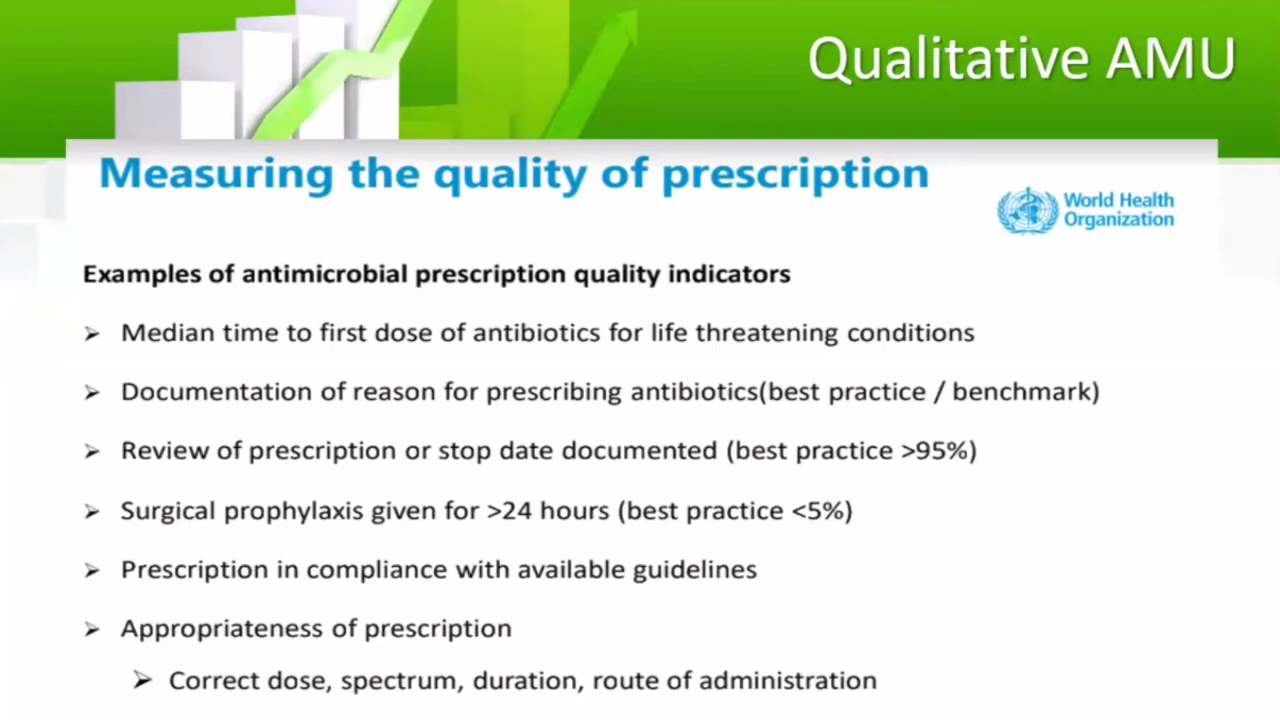 Qualitative AMU
Measuring the quality of prescription
World Health
Organization
Examples of antimicrobial prescription quality indicators
➢ Median time to first dose of antibiotics for life threatening conditions
➢ Documentation of reason for prescribing antibiotics(best practice / benchmark)
➢ Review of prescription or stop date documented (best practice >95%)
➢ Surgical prophylaxis given for >24 hours (best practice <5%)
➢ Prescription in compliance with available guidelines
➢ Appropriateness of prescription
➢ Correct dose, spectrum, duration, route of administration